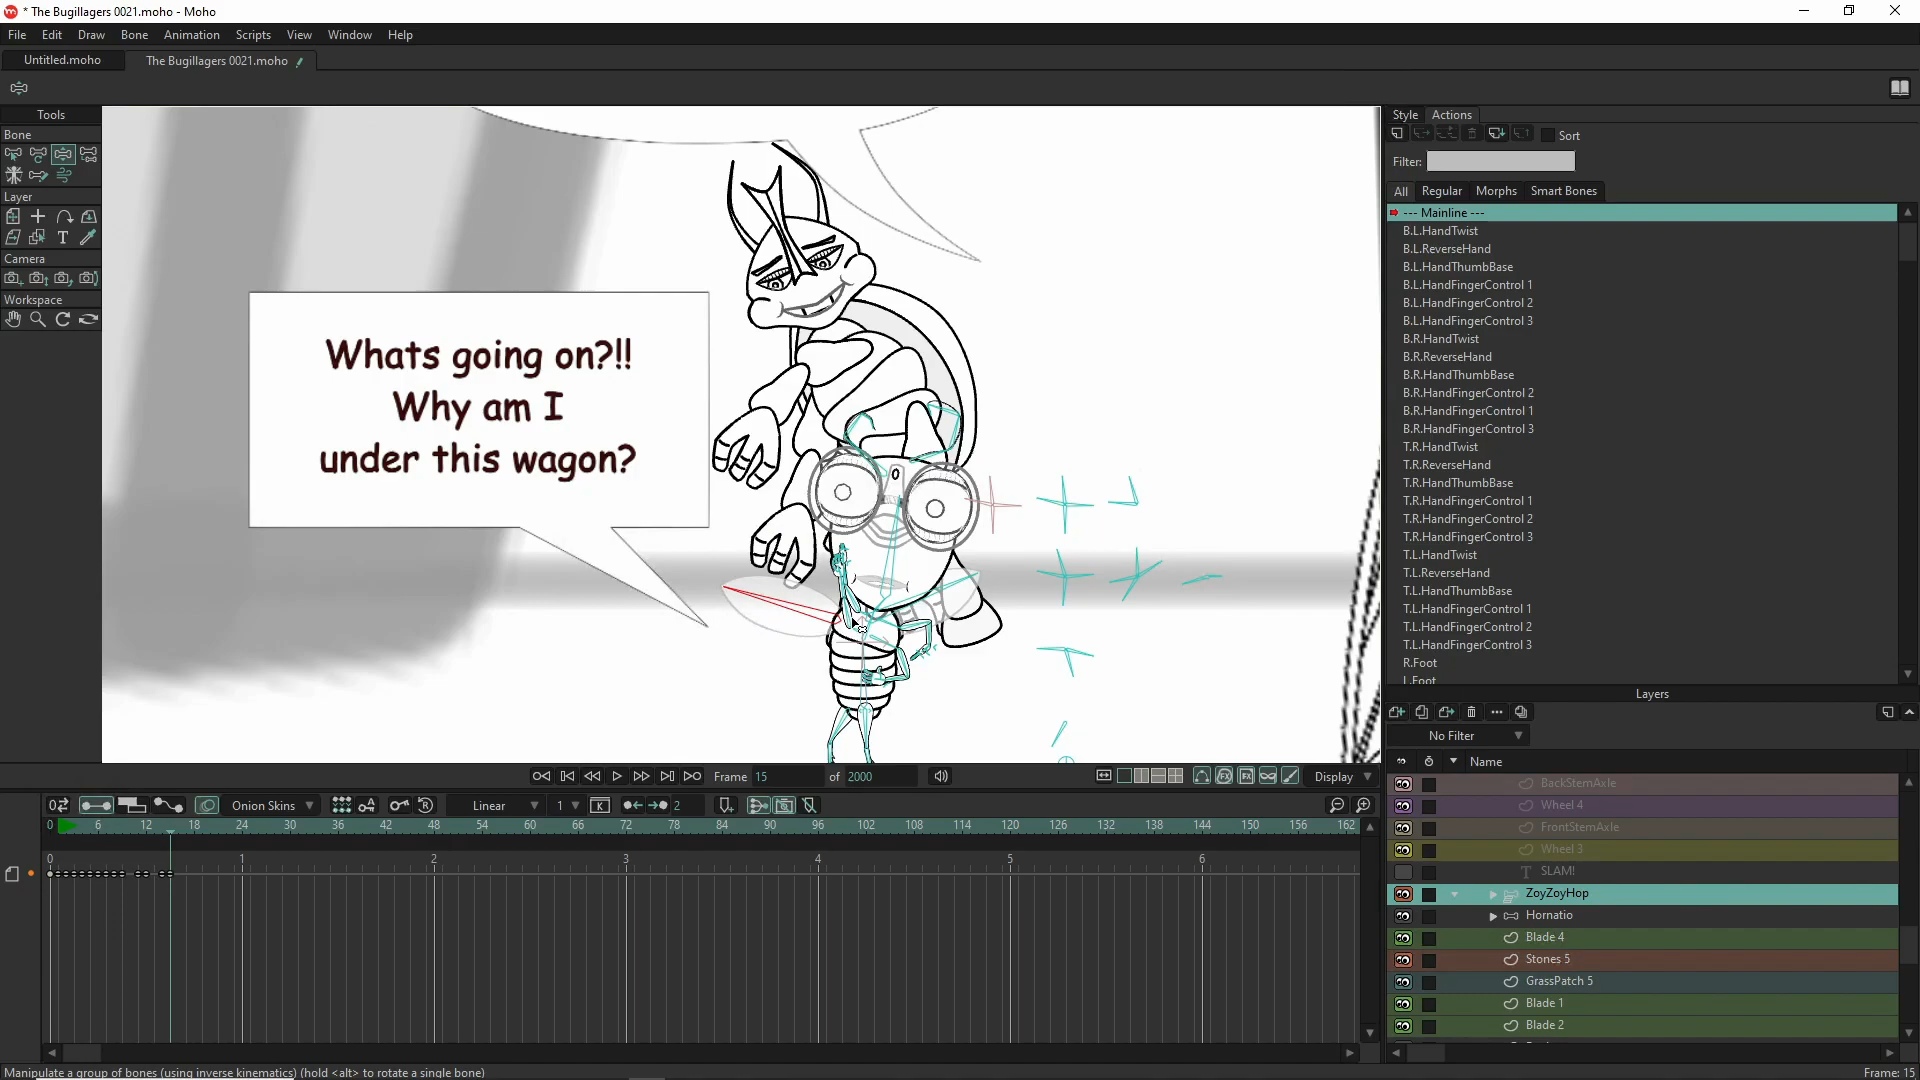 * The Bugillagers 0021.moho - Moho
File Edit Draw Bone Animation Scripts View Window Help
Untitled.moho The Bugillagers 0021.moho
Tools
Bone
Layer
Camera
Workspace
Whats going on?!!
Why am I
under this wagon?
Style Actions
Sort
Filter:
All Regular Morphs Smart Bones
--- Mainline ---
B.L.HandTwist
B.L.ReverseHand
B.L.HandThumbBase
B.L.HandFingerControl 1
B.L.HandFingerControl 2
B.L.HandFingerControl 3
B.R.HandTwist
B.R.ReverseHand
B.R.HandThumbBase
B.R.HandFingerControl 2
B.R.HandFingerControl 1
B.R.HandFingerControl 3
T.R.HandTwist
T.R.ReverseHand
T.R.HandThumbBase
T.R.HandFingerControl 1
T.R.HandFingerControl 2
T.R.HandFingerControl 3
T.L.HandTwist
T.L.ReverseHand
T.L.HandThumbBase
T.L.HandFingerControl 1
T.L.HandFingerControl 2
T.L.HandFingerControl 3
R.Foot
L.Foot
Layers
No Filter
Name
BackStemAxle
Wheel 4
FrontStemAxle
Wheel 3
SLAM!
ZoyZoyHop
Hornatio
Blade 4
Stones 5
GrassPatch 5
Blade 1
Blade 2
Frame 15 of 2000 Display
Onion Skins Linear 1 2
0 6 12 18 24 30 36 42 48 54 60 66 72 78 84 90 96 102 108 114 120 126 132 138 144 150 156 162
0 1 2 3 4 5 6
Manipulate a group of bones (using inverse kinematics) (hold <alt> to rotate a single bone)
Frame: 15